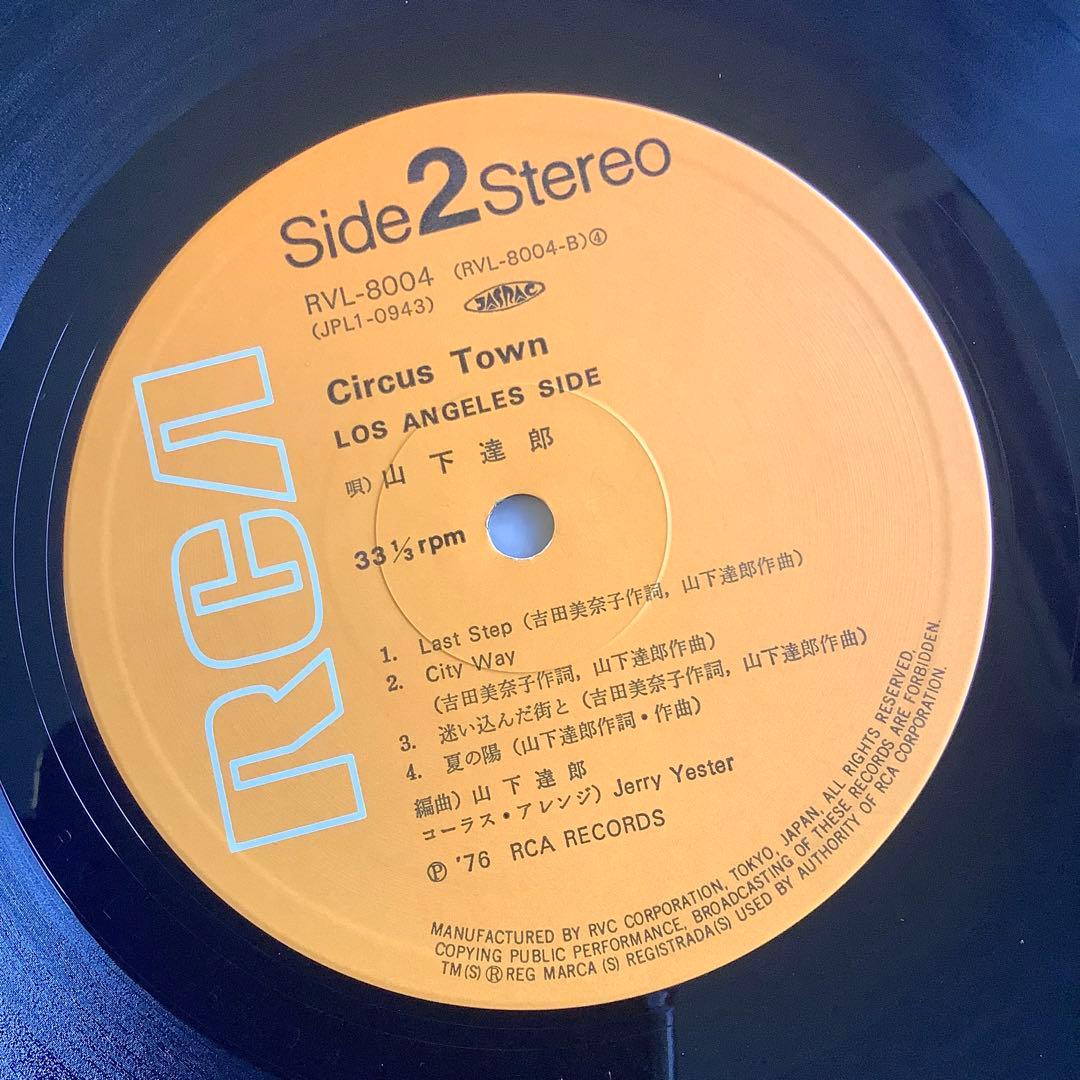 Side 2 Stereo
RVL-8004 (RVL-8004-B)④
(JPL1-0943) JASRAC
Circus Town
LOS ANGELES SIDE
唄) 山下達郎
33 1/3 rpm
1. Last Step (吉田美奈子作詞, 山下達郎作曲)
2. City Way
(吉田美奈子作詞, 山下達郎作曲)
3. 迷い込んだ街と (吉田美奈子作詞, 山下達郎作曲)
4. 夏の陽 (山下達郎作詞・作曲)
編曲) 山下達郎
コーラス・アレンジ) Jerry Yester
Ⓟ '76 RCA RECORDS
RCA
MANUFACTURED BY RVC CORPORATION, TOKYO, JAPAN. ALL RIGHTS RESERVED.
COPYING PUBLIC PERFORMANCE, BROADCASTING OF THESE RECORDS ARE FORBIDDEN.
TM(S) ® REG MARCA (S) REGISTRADA(S) USED BY AUTHORITY OF RCA CORPORATION.